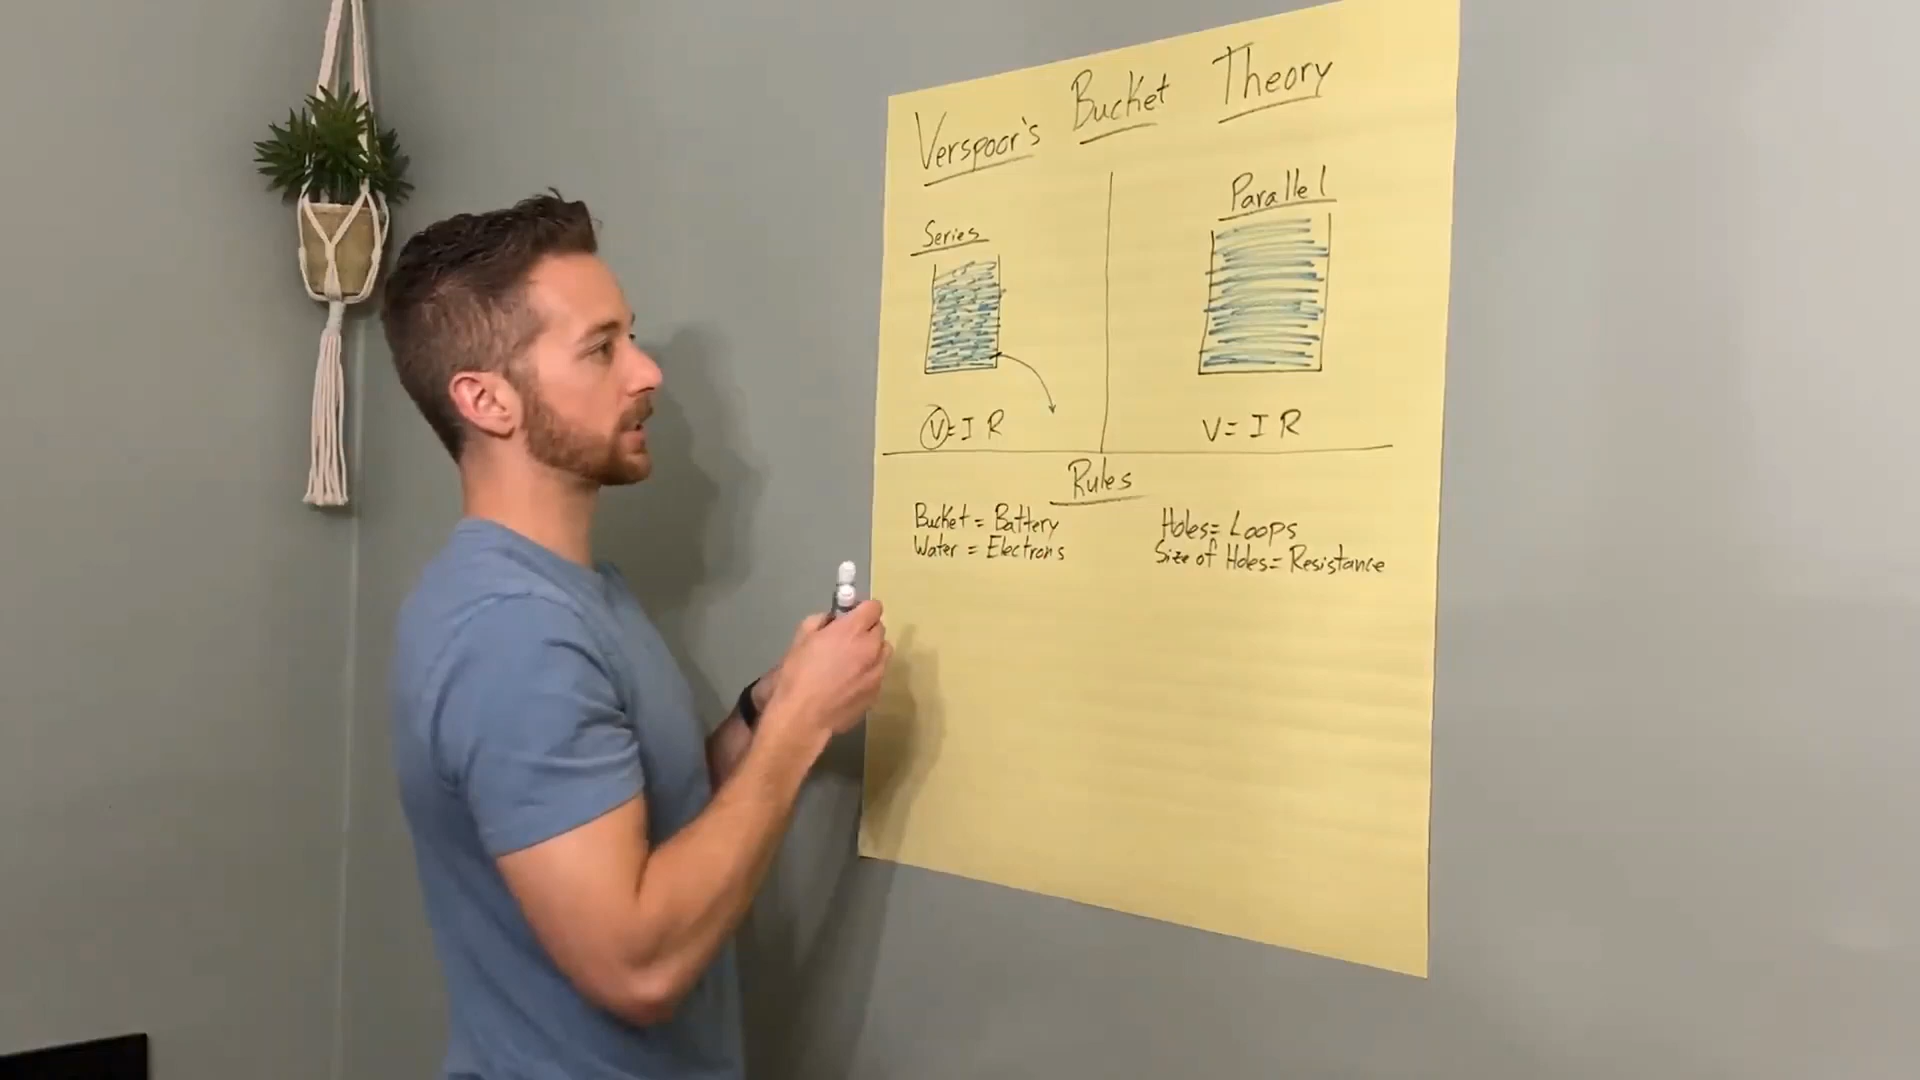 Verspoor's Bucket Theory
Series
V = I R
Parallel
V = I R
Rules
Bucket = Battery
Water = Electrons
Holes = Loops
Size of Holes = Resistance